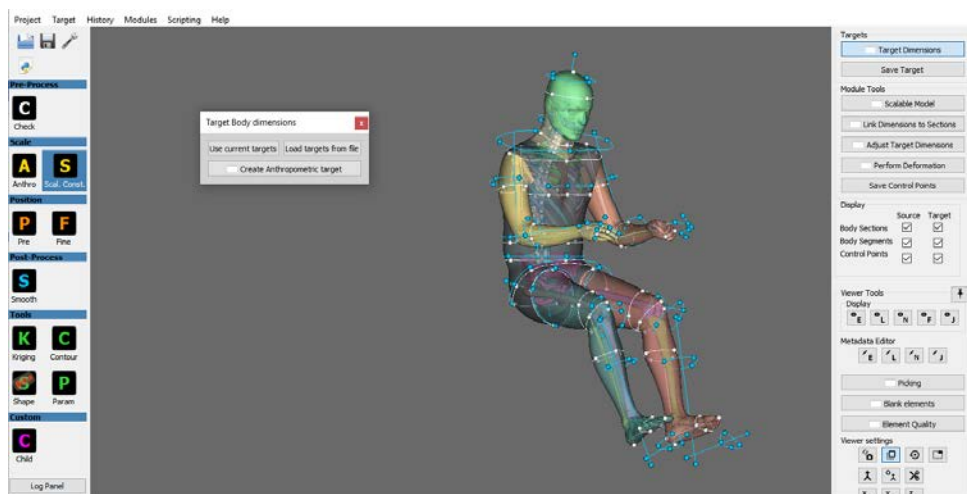 Project Target History Modules Scripting Help
Pre-Process
C
Check
Scale
A S
Anthro Scal. Const.
Position
P F
Pre Fine
Post-Process
S
Smooth
Tools
K C
Kriging Contour
S P
Shape Param
Custom
C
Child
Log Panel
Target Body dimensions x
Use current targets Load targets from file
Create Anthropometric target
Targets
Target Dimensions
Save Target
Module Tools
Scalable Model
Link Dimensions to Sections
Adjust Target Dimensions
Perform Deformation
Save Control Points
Display
Source Target
Body Sections
Body Segments
Control Points
Viewer Tools
Display
E L N F J
Metadata Editor
E L N J
Picking
Blank elements
Element Quality
Viewer settings